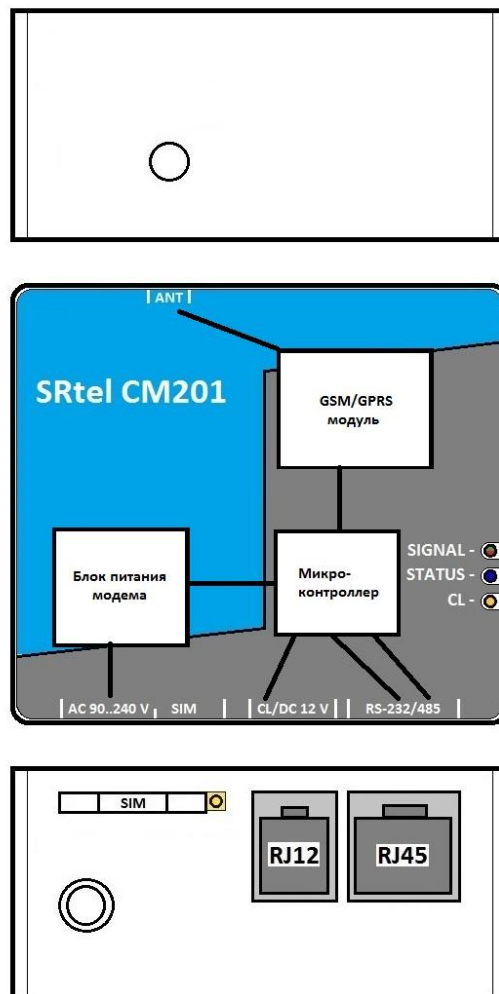 ANT
SRtel CM201
GSM/GPRS
модуль
Блок питания
модема
Микро-
контроллер
SIGNAL -
STATUS -
CL -
AC 90..240 V
SIM
CL/DC 12 V
RS-232/485
SIM
RJ12
RJ45